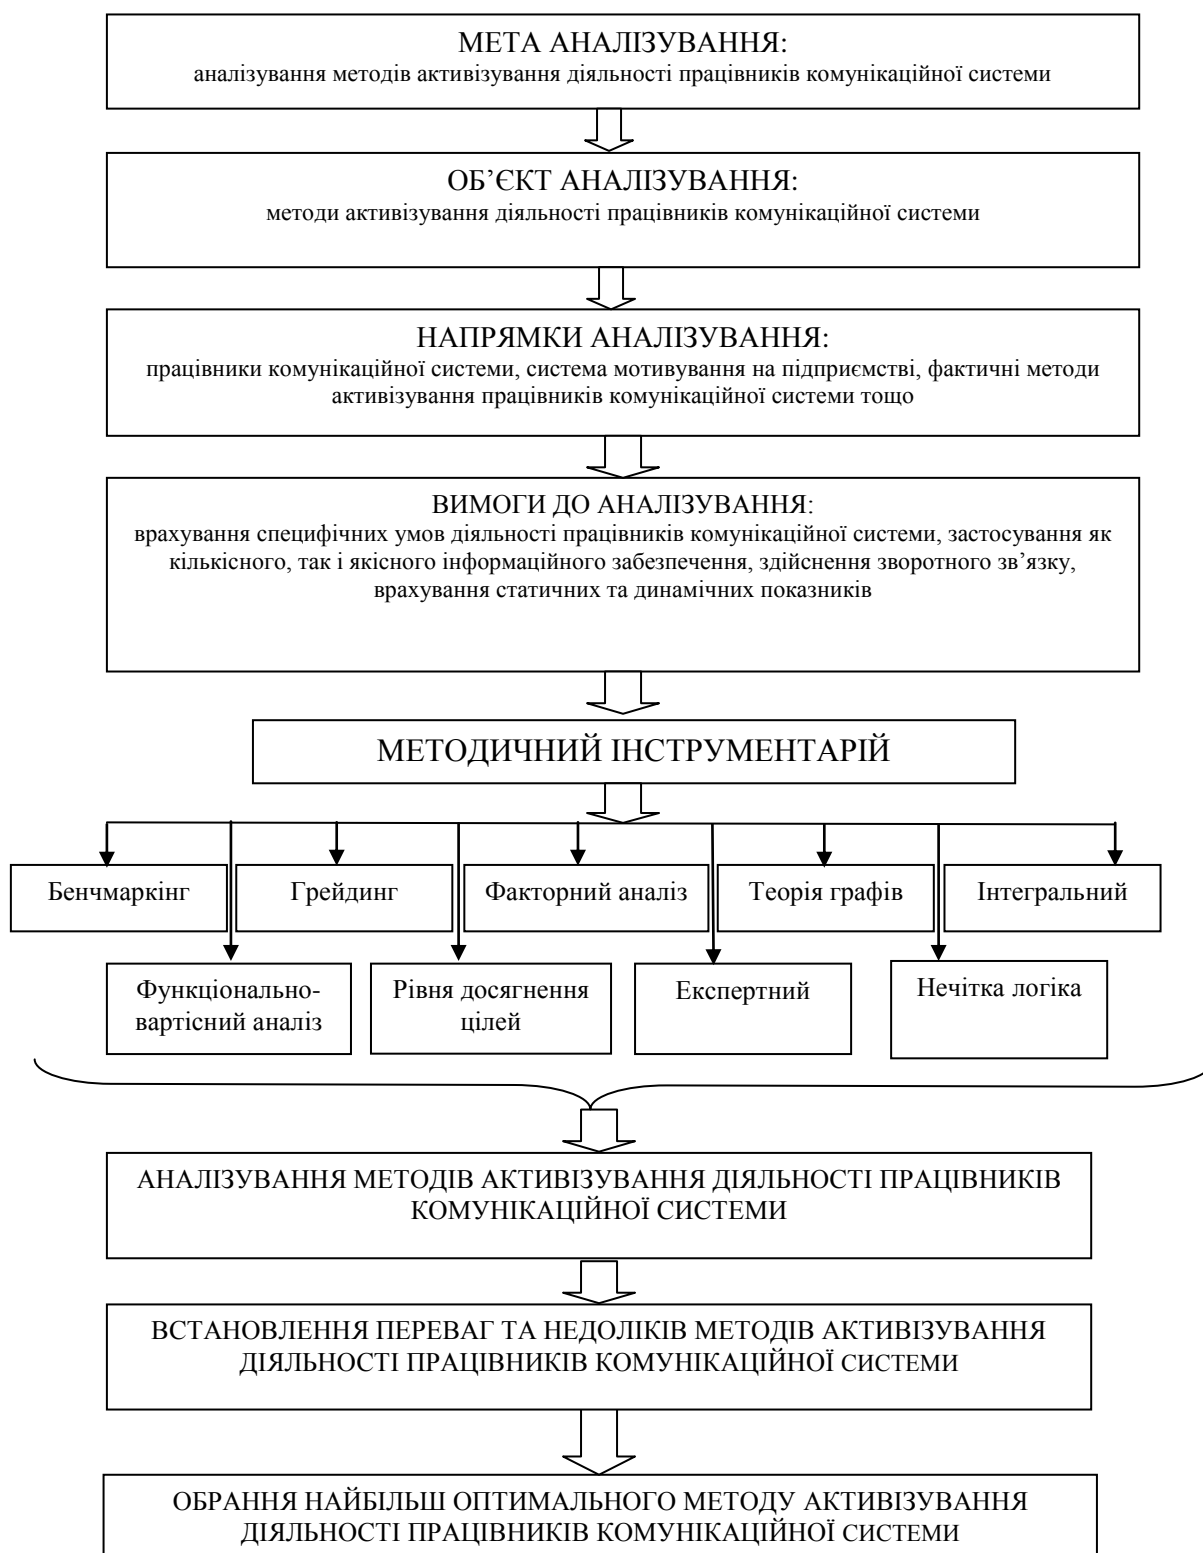 МЕТА АНАЛІЗУВАННЯ:
аналізування методів активізування діяльності працівників комунікаційної системи
ОБ’ЄКТ АНАЛІЗУВАННЯ:
методи активізування діяльності працівників комунікаційної системи
НАПРЯМКИ АНАЛІЗУВАННЯ:
працівники комунікаційної системи, система мотивування на підприємстві, фактичні методи
активізування працівників комунікаційної системи тощо
ВИМОГИ ДО АНАЛІЗУВАННЯ:
врахування специфічних умов діяльності працівників комунікаційної системи, застосування як
кількісного, так і якісного інформаційного забезпечення, здійснення зворотного зв’язку,
врахування статичних та динамічних показників
МЕТОДИЧНИЙ ІНСТРУМЕНТАРІЙ
Бенчмаркінг
Грейдинг
Факторний аналіз
Теорія графів
Інтегральний
Функціонально-
вартісний аналіз
Рівня досягнення
цілей
Експертний
Нечітка логіка
АНАЛІЗУВАННЯ МЕТОДІВ АКТИВІЗУВАННЯ ДІЯЛЬНОСТІ ПРАЦІВНИКІВ
КОМУНІКАЦІЙНОЇ СИСТЕМИ
ВСТАНОВЛЕННЯ ПЕРЕВАГ ТА НЕДОЛІКІВ МЕТОДІВ АКТИВІЗУВАННЯ
ДІЯЛЬНОСТІ ПРАЦІВНИКІВ КОМУНІКАЦІЙНОЇ СИСТЕМИ
ОБРАННЯ НАЙБІЛЬШ ОПТИМАЛЬНОГО МЕТОДУ АКТИВІЗУВАННЯ
ДІЯЛЬНОСТІ ПРАЦІВНИКІВ КОМУНІКАЦІЙНОЇ СИСТЕМИ